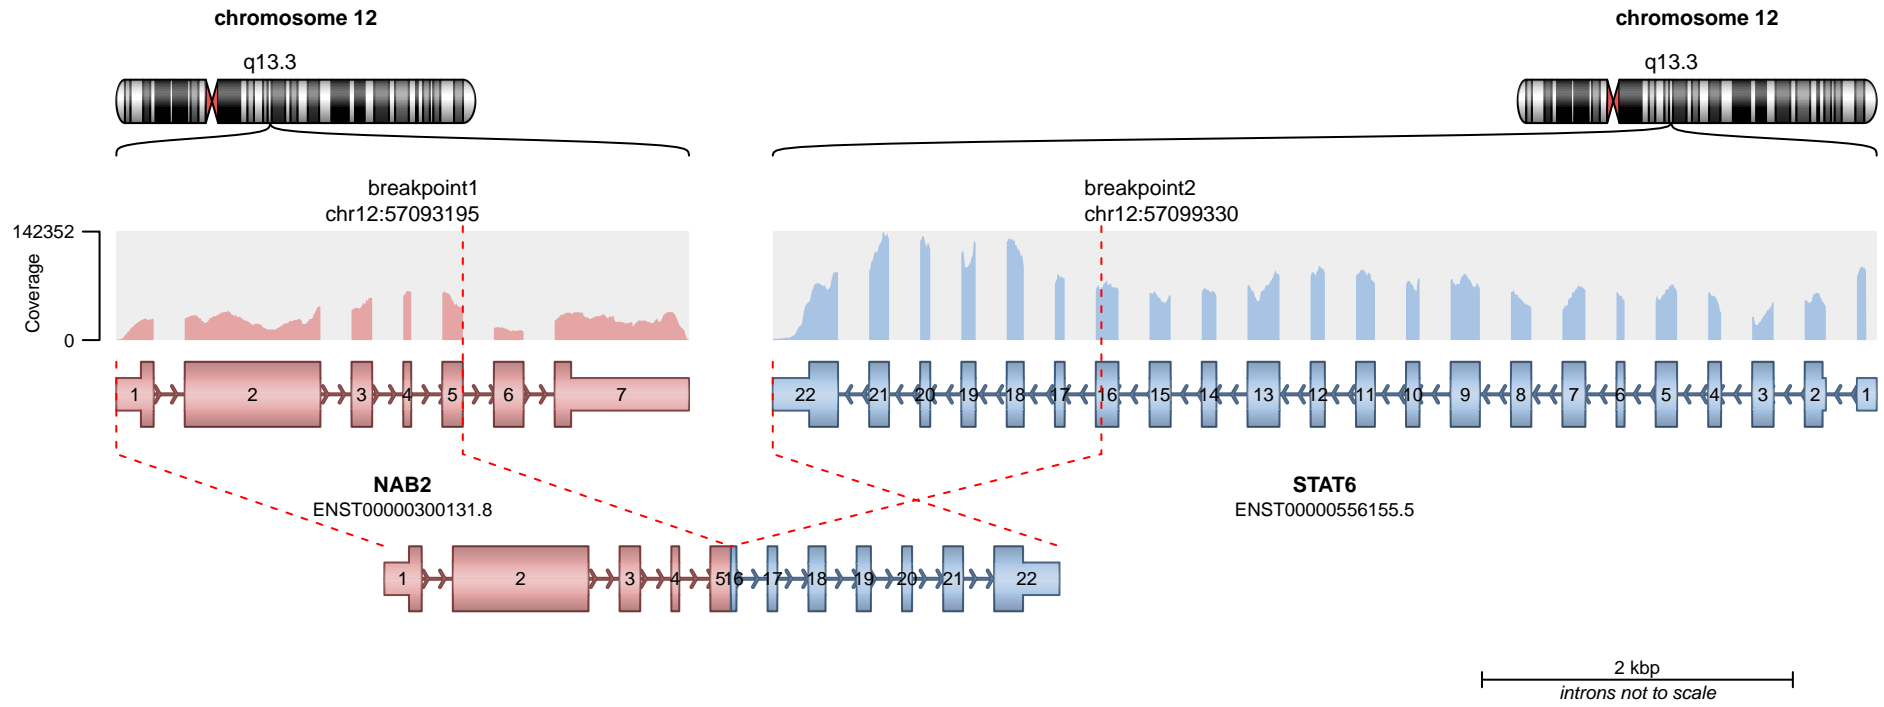 chromosome 12
chromosome 12
q13.3
q13.3
breakpoint1
chr12:57093195
breakpoint2
chr12:57099330
142352
Coverage
0
1 2 3 4 5 6 7
22 21 20 19 18 17 16 15 14 13 12 11 10 9 8 7 6 5 4 3 2 1
NAB2
ENST00000300131.8
STAT6
ENST00000556155.5
1 2 3 4 5 16 17 18 19 20 21 22
2 kbp
introns not to scale